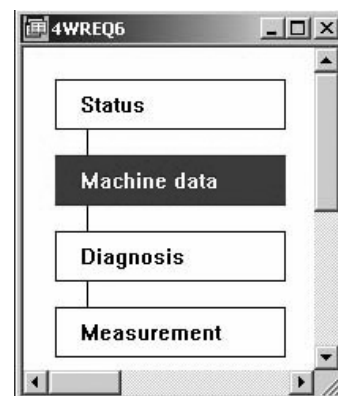 4WREQ6
Status
Machine data
Diagnosis
Measurement